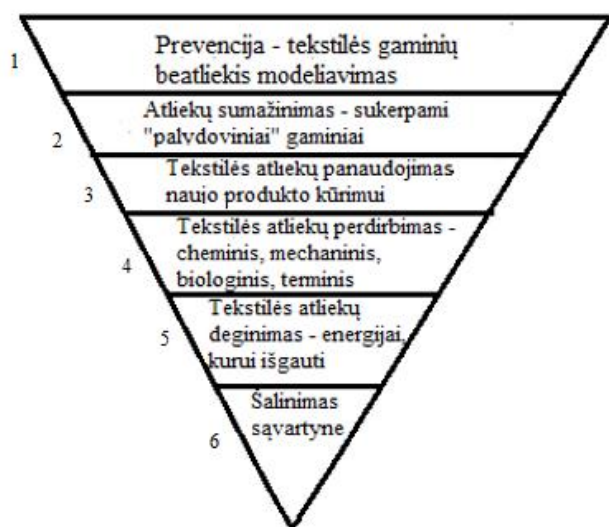 1
Prevencija - tekstilės gaminių
beatliekis modeliavimas
2
Atliekų sumažinimas - sukerpami
"palydoviniai" gaminiai
3
Tekstilės atliekų panaudojimas
naujo produkto kūrimui
4
Tekstilės atliekų perdirbimas -
cheminis, mechaninis,
biologinis, terminis
5
Tekstilės atliekų
deginimas - energijai,
kurui išgauti
6
Šalinimas
sąvartyne